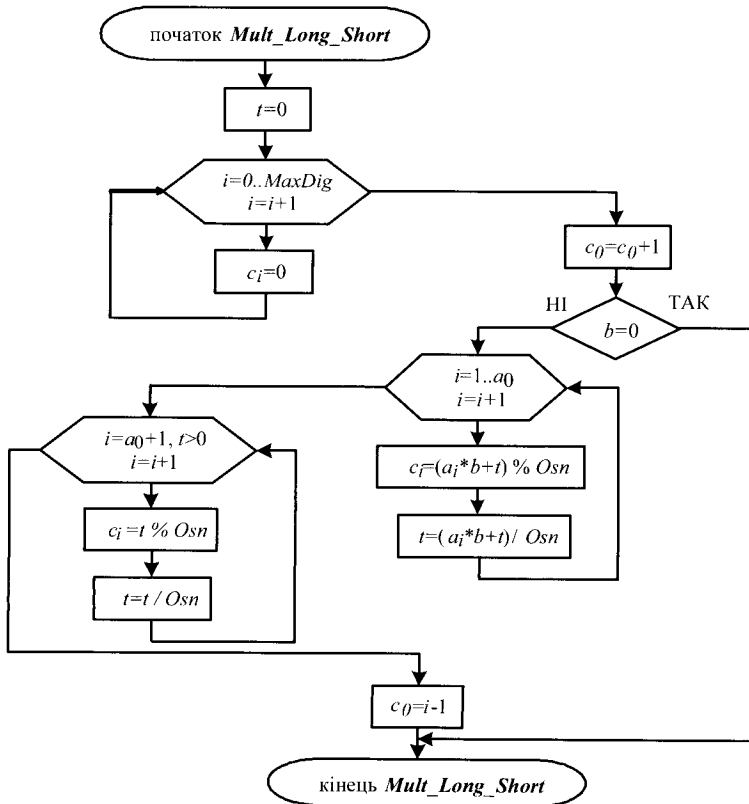 початок Mult_Long_Short
t=0
i=0..MaxDig
i=i+1
c_i=0
c_0=c_0+1
НІ
ТАК
b=0
i=1..a_0
i=i+1
i=a_0+1, t>0
i=i+1
c_i=(a_i*b+t) % Osn
c_i=t % Osn
t=(a_i*b+t)/ Osn
t=t / Osn
c_0=i-1
кінець Mult_Long_Short